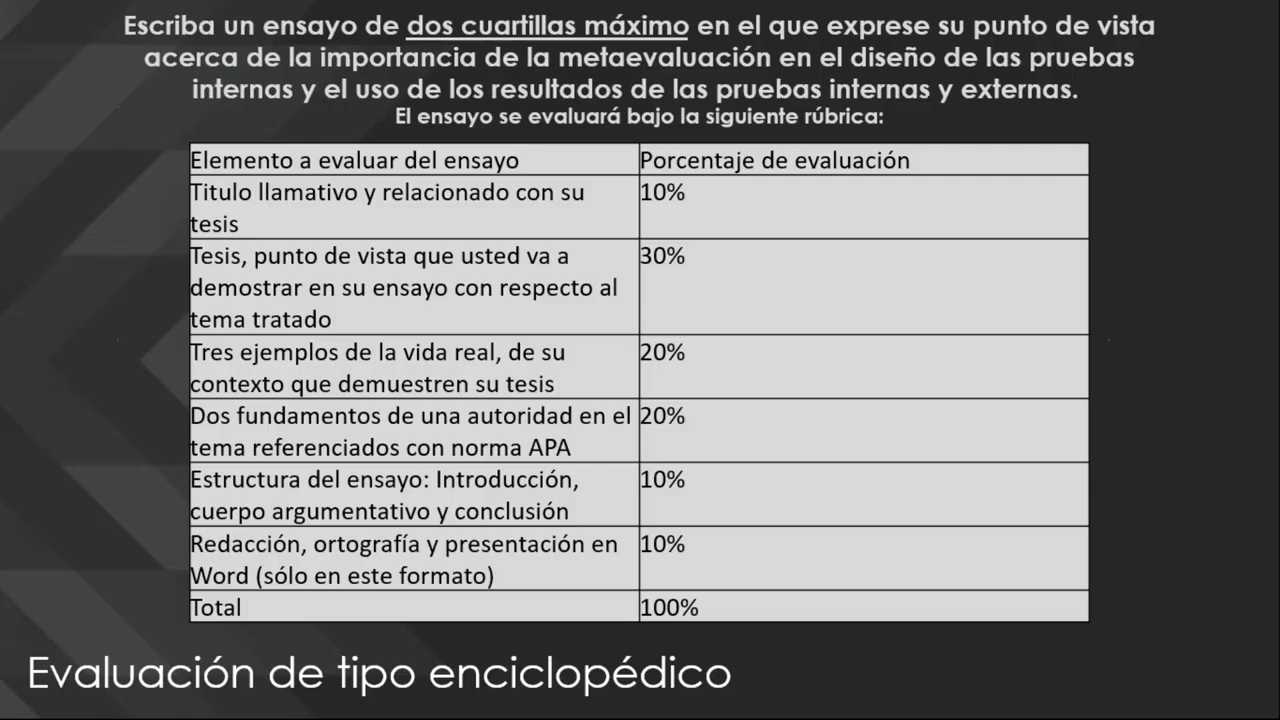 Escriba un ensayo de dos cuartillas máximo en el que exprese su punto de vista
acerca de la importancia de la metaevaluación en el diseño de las pruebas
internas y el uso de los resultados de las pruebas internas y externas.
El ensayo se evaluará bajo la siguiente rúbrica:
Elemento a evaluar del ensayo Porcentaje de evaluación
Titulo llamativo y relacionado con su 10%
tesis
Tesis, punto de vista que usted va a 30%
demostrar en su ensayo con respecto al
tema tratado
Tres ejemplos de la vida real, de su 20%
contexto que demuestren su tesis
Dos fundamentos de una autoridad en el 20%
tema referenciados con norma APA
Estructura del ensayo: Introducción, 10%
cuerpo argumentativo y conclusión
Redacción, ortografía y presentación en 10%
Word (sólo en este formato)
Total 100%
Evaluación de tipo enciclopédico